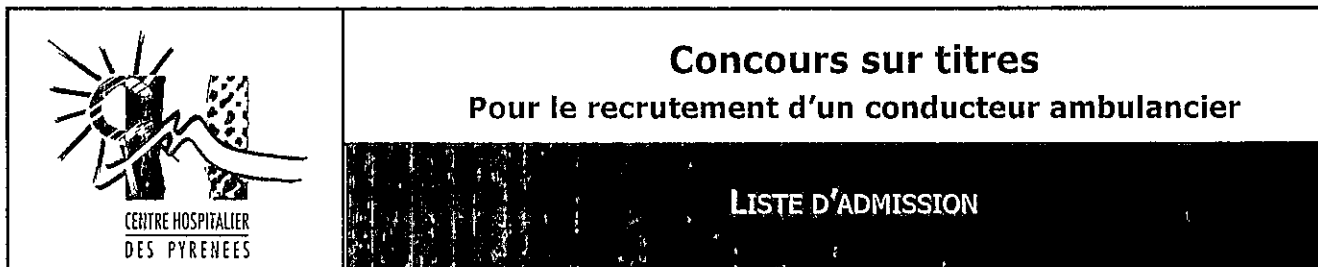 CENTRE HOSPITALIER
DES PYRENEES
Concours sur titres
Pour le recrutement d'un conducteur ambulancier
LISTE D'ADMISSION